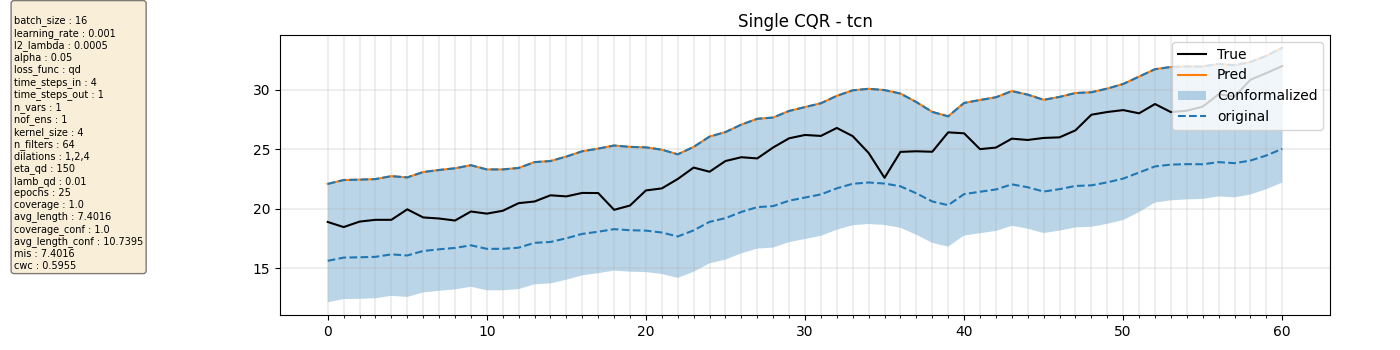 batch_size : 16
learning_rate : 0.001
l2_lambda : 0.0005
alpha : 0.05
loss_func : qd
time_steps_in : 4
time_steps_out : 1
n_vars : 1
nof_ens : 1
kernel_size : 4
n_filters : 64
dilations : 1,2,4
eta_qd : 150
lamb_qd : 0.01
epochs : 25
coverage : 1.0
avg_length : 7.4016
coverage_conf : 1.0
avg_length_conf : 10.7395
mis : 7.4016
cwc : 0.5955
Single CQR - tcn
True
Pred
Conformalized
original
30
25
20
15
0 10 20 30 40 50 60